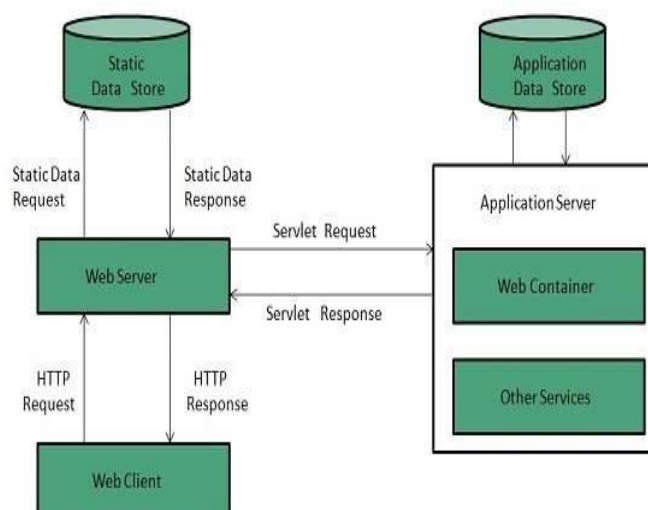 Static
Data Store
Application
Data Store
Static Data
Request
Static Data
Response
Servlet Request
Application Server
Web Server
Web Container
Servlet Response
HTTP
Request
HTTP
Response
Other Services
Web Client